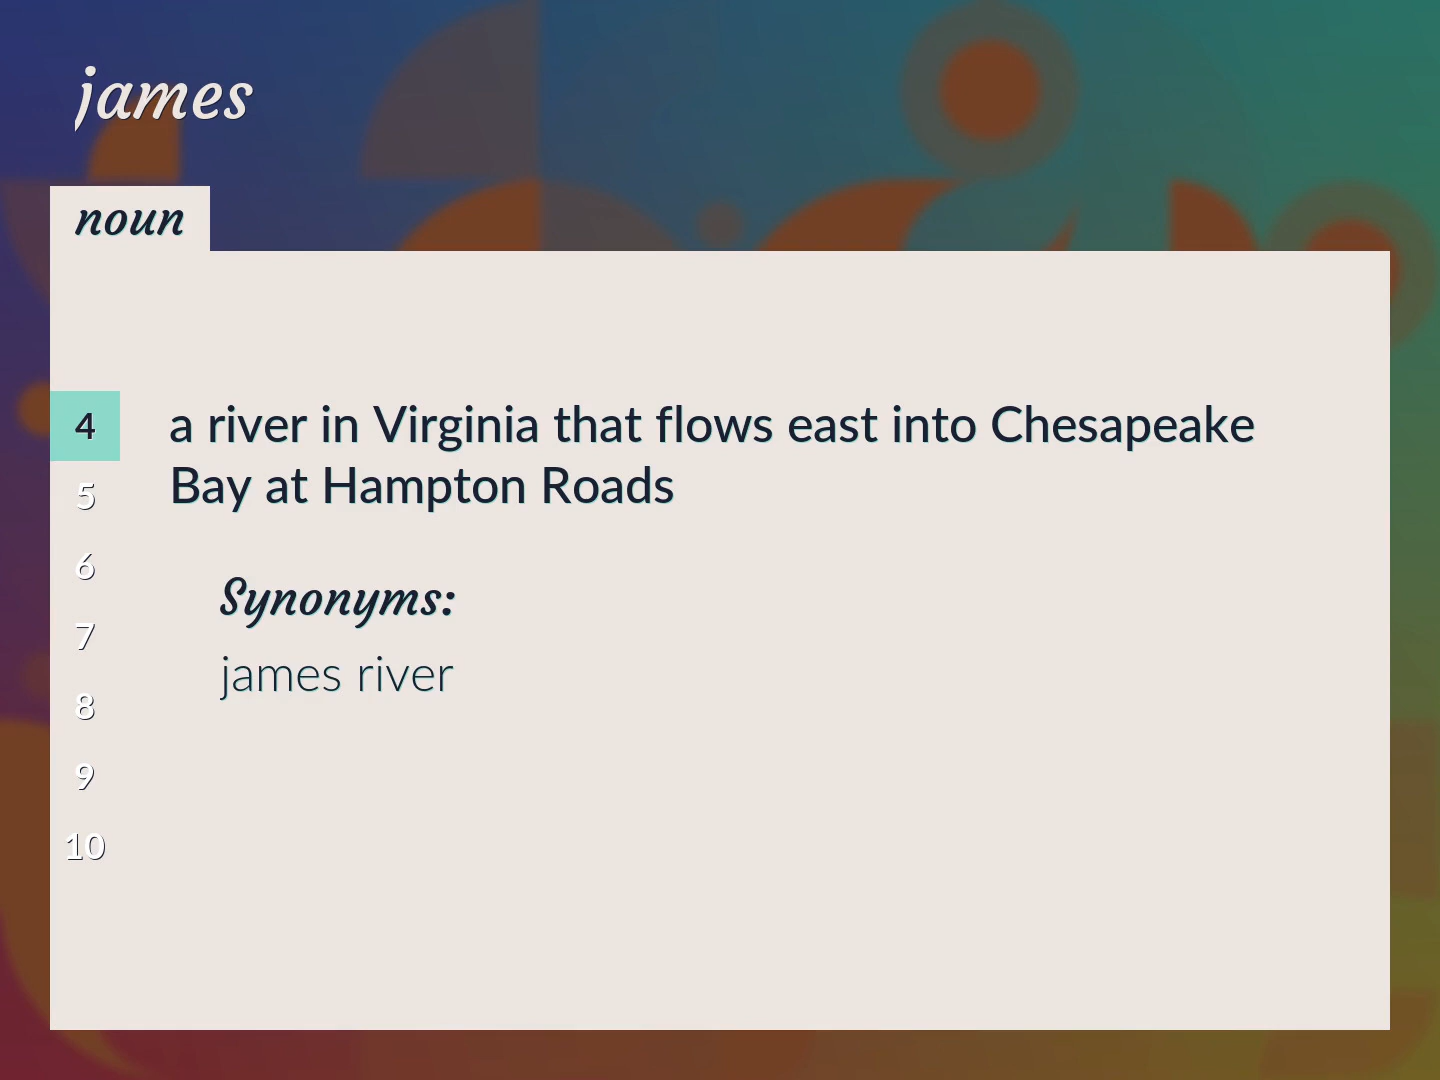 james
noun
4
a river in Virginia that flows east into Chesapeake
Bay at Hampton Roads
5
6
Synonyms:
7
james river
8
9
10